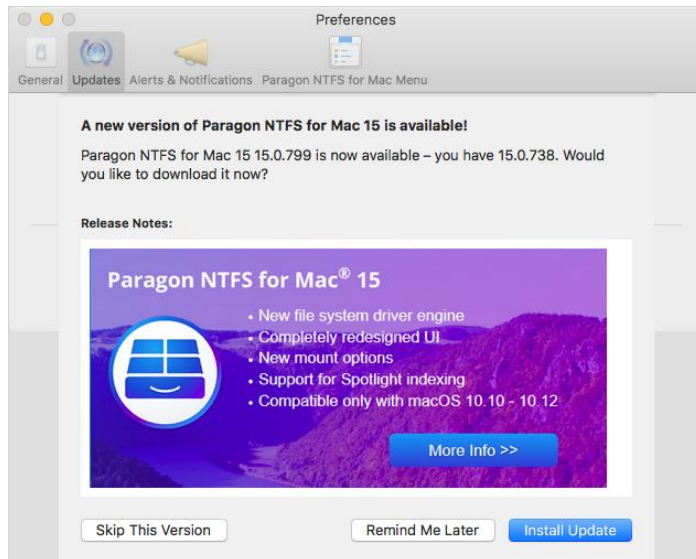 Preferences
General Updates Alerts & Notifications Paragon NTFS for Mac Menu
A new version of Paragon NTFS for Mac 15 is available!
Paragon NTFS for Mac 15 15.0.799 is now available – you have 15.0.738. Would
you like to download it now?
Release Notes:
Paragon NTFS for Mac® 15
• New file system driver engine
• Completely redesigned UI
• New mount options
• Support for Spotlight indexing
• Compatible only with macOS 10.10 - 10.12
More Info >>
Skip This Version Remind Me Later Install Update